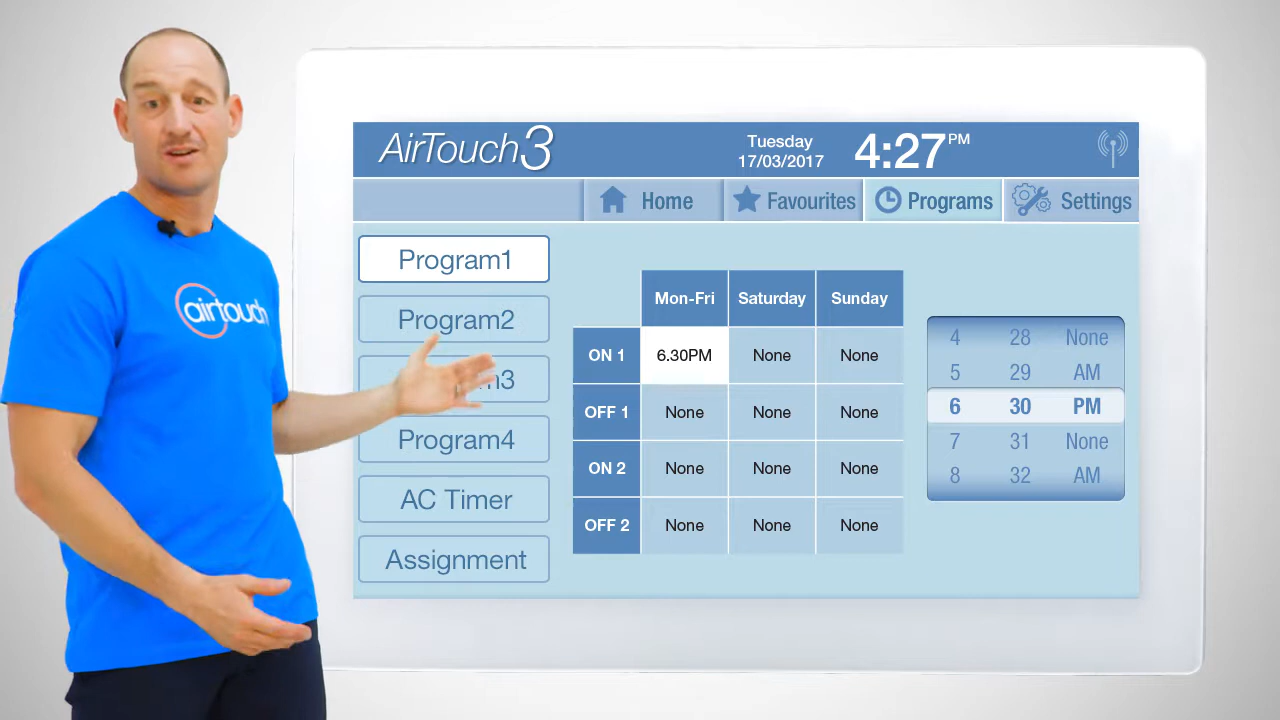 AirTouch3
Tuesday
17/03/2017
4:27PM
Home
Favourites
Programs
Settings
Program1
Program2
Program4
AC Timer
Assignment
Mon-Fri Saturday Sunday
ON 1 6.30PM None None
OFF 1 None None None
ON 2 None None None
OFF 2 None None None
4 28 None
5 29 AM
6 30 PM
7 31 None
8 32 AM
airtouch